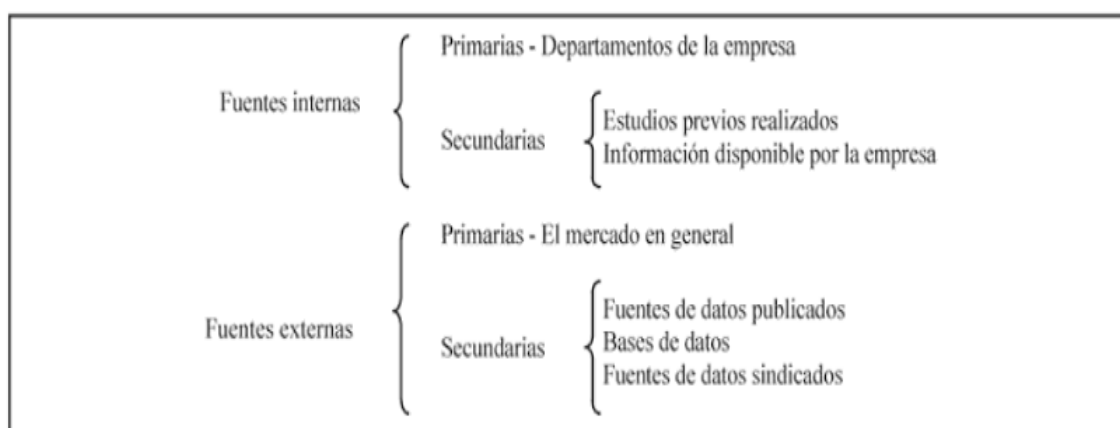 Primarias - Departamentos de la empresa
Fuentes internas
Secundarias
Estudios previos realizados
Información disponible por la empresa
Primarias - El mercado en general
Fuentes externas
Secundarias
Fuentes de datos publicados
Bases de datos
Fuentes de datos sindicados